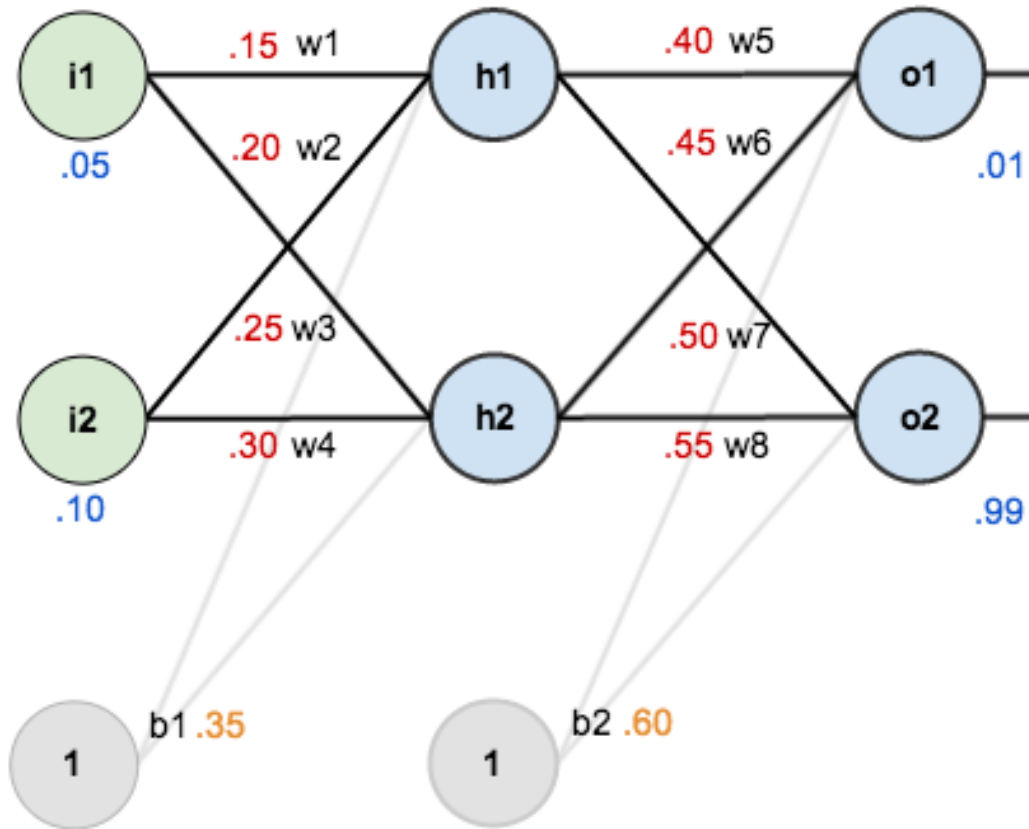 .15 w1
.40 w5
i1
h1
o1
.20 w2
.45 w6
.05
.01
.25 w3
.50 w7
i2
h2
o2
.30 w4
.55 w8
.10
.99
b1 .35
b2 .60
1
1